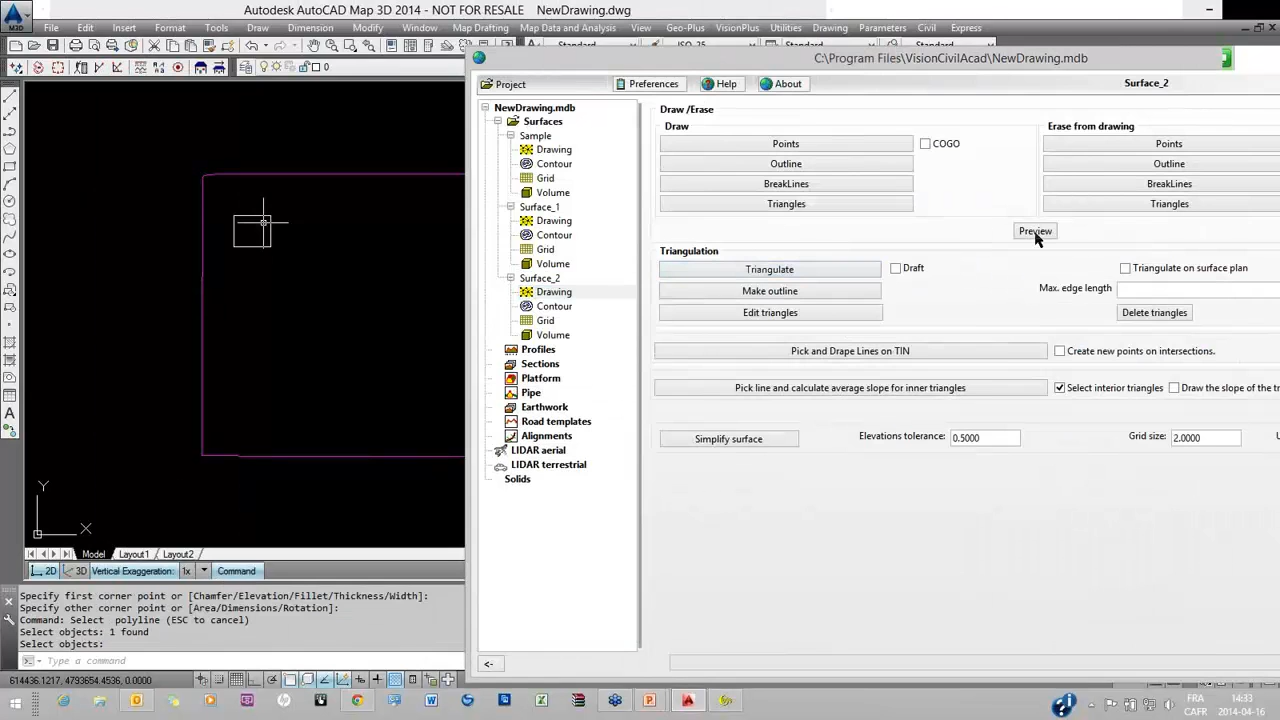 Autodesk AutoCAD Map 3D 2014 - NOT FOR RESALE    NewDrawing.dwg
File Edit Insert Format Tools Draw Dimension Modify Window Map Drafting Map Data and Analysis View Geo-Plus VisionPlus Utilities Drawing Parameters Civil Express
Standard ISO-25 Standard Standard
0
C:\Program Files\VisionCivilAcad\NewDrawing.mdb
Project Preferences Help About Surface_2
NewDrawing.mdb
Surfaces
Sample
Drawing
Contour
Grid
Volume
Surface_1
Drawing
Contour
Grid
Volume
Surface_2
Drawing
Contour
Grid
Volume
Profiles
Sections
Platform
Pipe
Earthwork
Road templates
Alignments
LIDAR aerial
LIDAR terrestrial
Solids
<-
Draw /Erase
Draw Erase from drawing
Points COGO Points
Outline Outline
BreakLines BreakLines
Triangles Triangles
Preview
Triangulation
Triangulate Draft Triangulate on surface plan
Make outline Max. edge length
Edit triangles Delete triangles
Pick and Drape Lines on TIN Create new points on intersections.
Pick line and calculate average slope for inner triangles Select interior triangles Draw the slope of the tr
Simplify surface Elevations tolerance: 0.5000 Grid size: 2.0000 U
Y
X
Model Layout1 Layout2
2D 3D Vertical Exaggeration: 1x Command
Specify first corner point or [Chamfer/Elevation/Fillet/Thickness/Width]:
Specify other corner point or [Area/Dimensions/Rotation]:
Command: Select  polyline (ESC to cancel)
Select objects: 1 found
Select objects:
Type a command
614436.1217, 4793654.4536, 0.0000
FRA
CAFR
14:33
2014-04-16